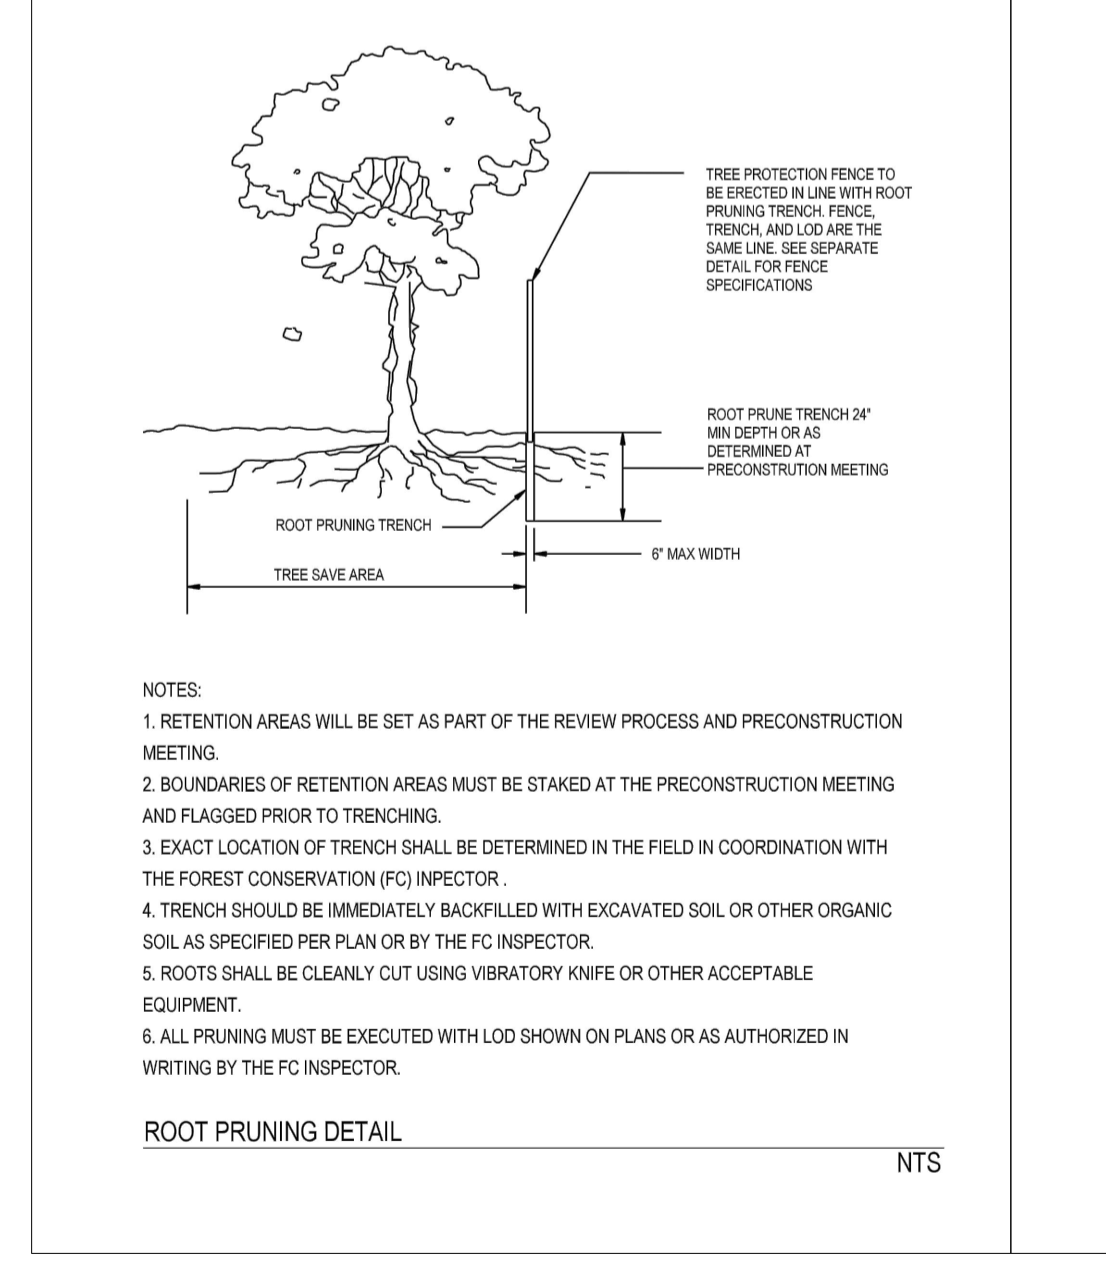 TREE PROTECTION FENCE TO
BE ERECTED IN LINE WITH ROOT
PRUNING TRENCH. FENCE,
TRENCH, AND LOD ARE THE
SAME LINE. SEE SEPARATE
DETAIL FOR FENCE
SPECIFICATIONS
ROOT PRUNE TRENCH 24"
MIN DEPTH OR AS
DETERMINED AT
PRECONSTRUTION MEETING
ROOT PRUNING TRENCH
6" MAX WIDTH
TREE SAVE AREA
NOTES:
1. RETENTION AREAS WILL BE SET AS PART OF THE REVIEW PROCESS AND PRECONSTRUCTION
MEETING.
2. BOUNDARIES OF RETENTION AREAS MUST BE STAKED AT THE PRECONSTRUCTION MEETING
AND FLAGGED PRIOR TO TRENCHING.
3. EXACT LOCATION OF TRENCH SHALL BE DETERMINED IN THE FIELD IN COORDINATION WITH
THE FOREST CONSERVATION (FC) INPECTOR .
4. TRENCH SHOULD BE IMMEDIATELY BACKFILLED WITH EXCAVATED SOIL OR OTHER ORGANIC
SOIL AS SPECIFIED PER PLAN OR BY THE FC INSPECTOR.
5. ROOTS SHALL BE CLEANLY CUT USING VIBRATORY KNIFE OR OTHER ACCEPTABLE
EQUIPMENT.
6. ALL PRUNING MUST BE EXECUTED WITH LOD SHOWN ON PLANS OR AS AUTHORIZED IN
WRITING BY THE FC INSPECTOR.
ROOT PRUNING DETAIL
NTS